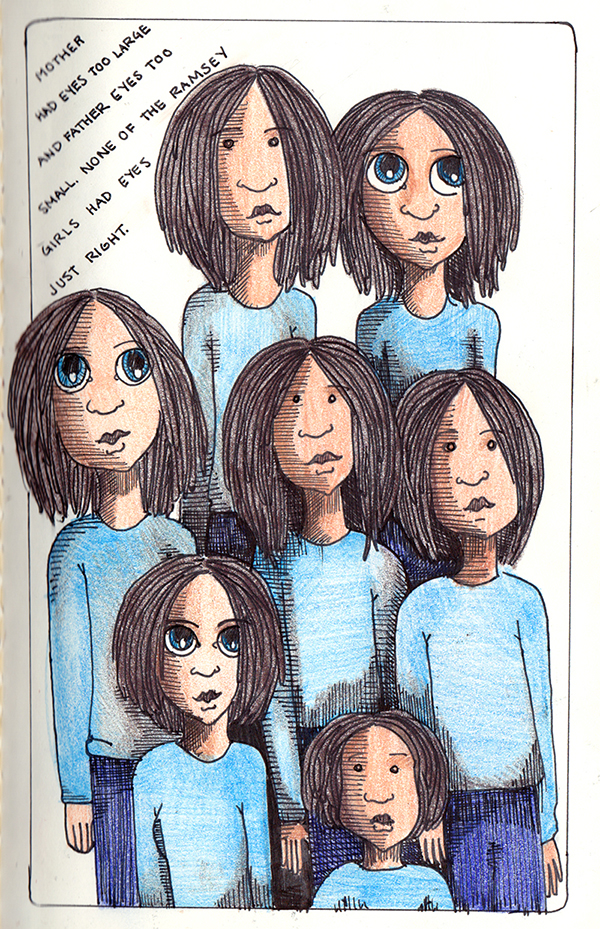 MOTHER
HAD EYES TOO LARGE
AND FATHER EYES TOO
SMALL. NONE OF THE RAMSEY
GIRLS HAD EYES
JUST RIGHT.